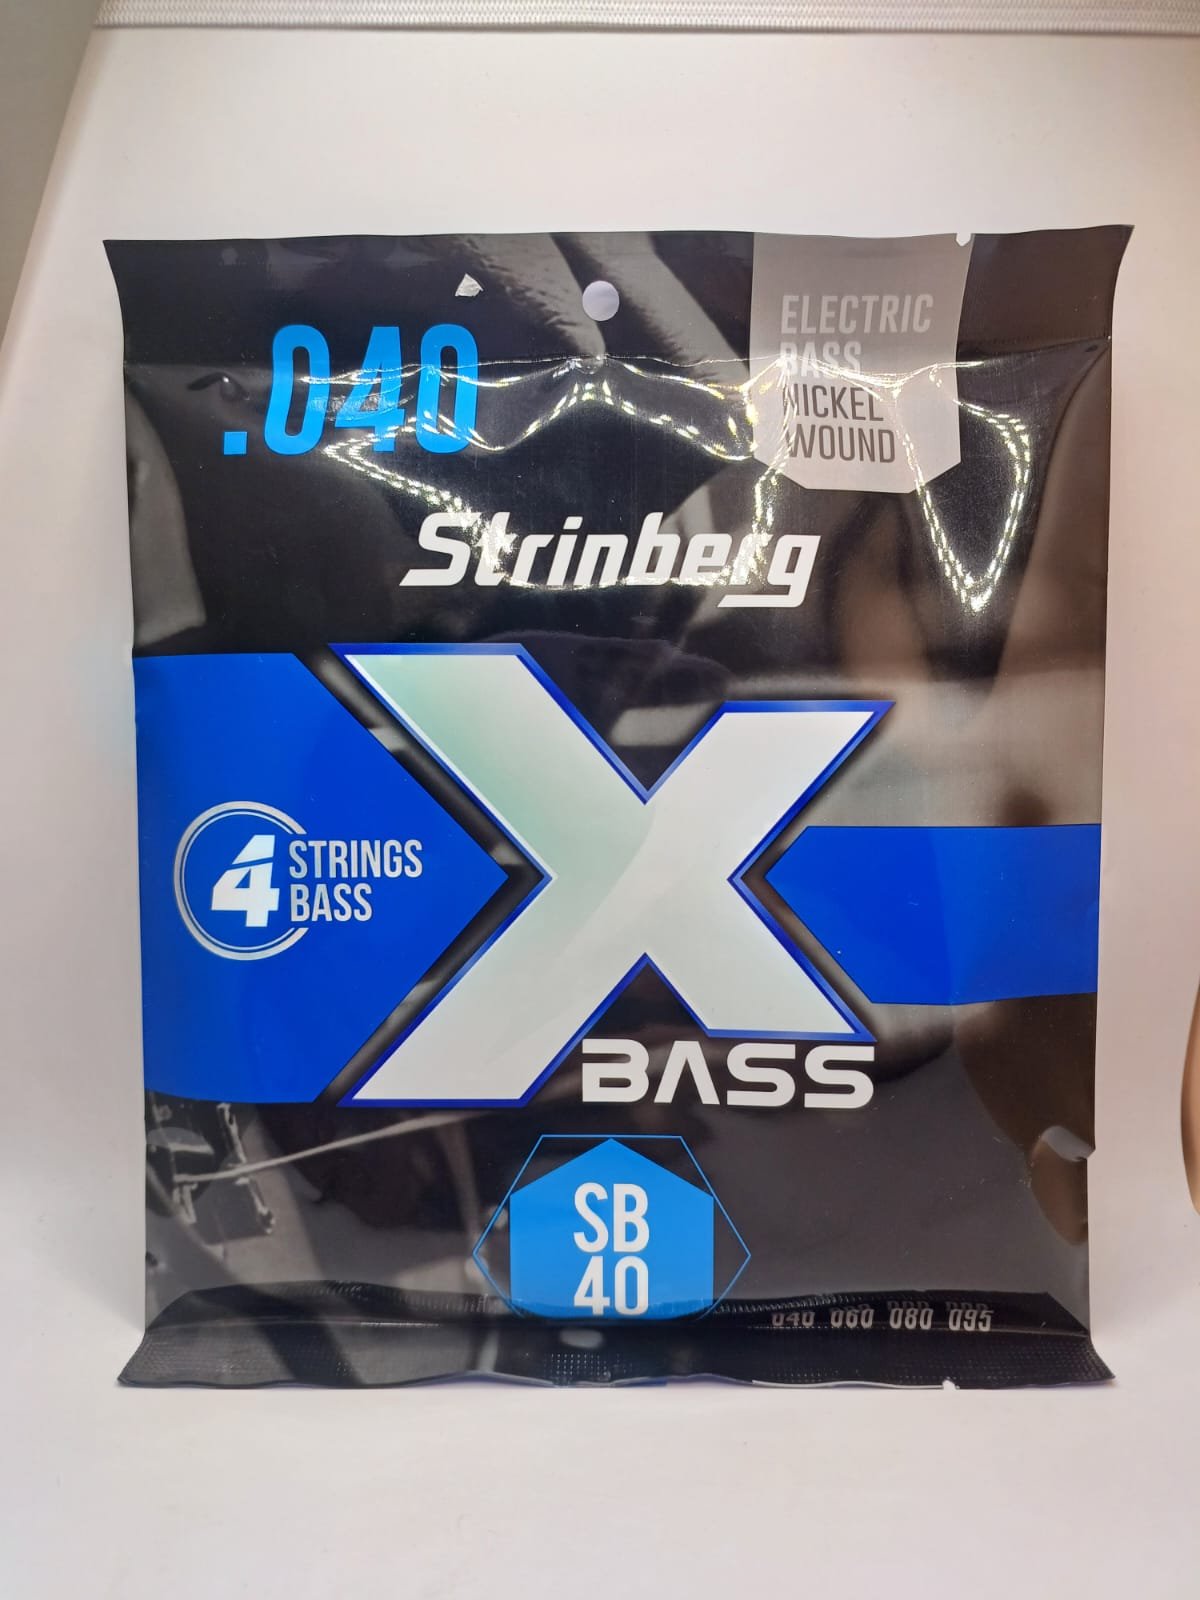 .040
ELECTRIC
BASS
NICKEL
WOUND
Strinberg
4 STRINGS
BASS
X
BASS
SB
40
040 060 080 095